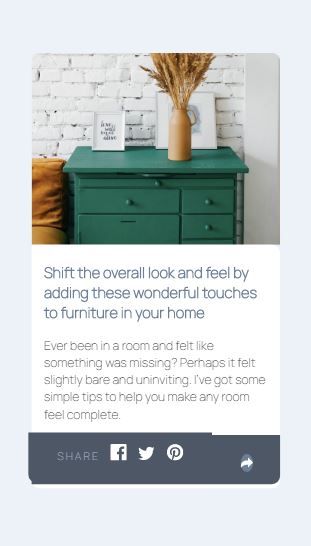 Shift the overall look and feel by
adding these wonderful touches
to furniture in your home
Ever been in a room and felt like
something was missing? Perhaps it felt
slightly bare and uninviting. I've got some
simple tips to help you make any room
feel complete.
SHARE